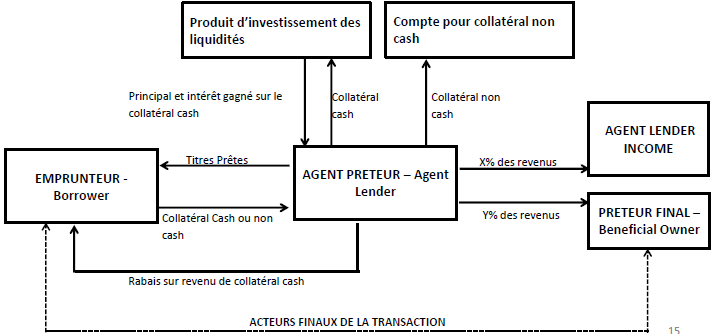 Produit d'investissement des
liquidités
Compte pour collatéral non
cash
Principal et intérêt gagné sur le
collatéral cash
Collatéral
cash
Collatéral non
cash
AGENT LENDER
INCOME
Titres Prêtes
EMPRUNTEUR -
Borrower
AGENT PRETEUR – Agent
Lender
X% des revenus
Collatéral Cash ou non
cash
Y% des revenus
PRETEUR FINAL –
Beneficial Owner
Rabais sur revenu de collatéral cash
ACTEURS FINAUX DE LA TRANSACTION
15